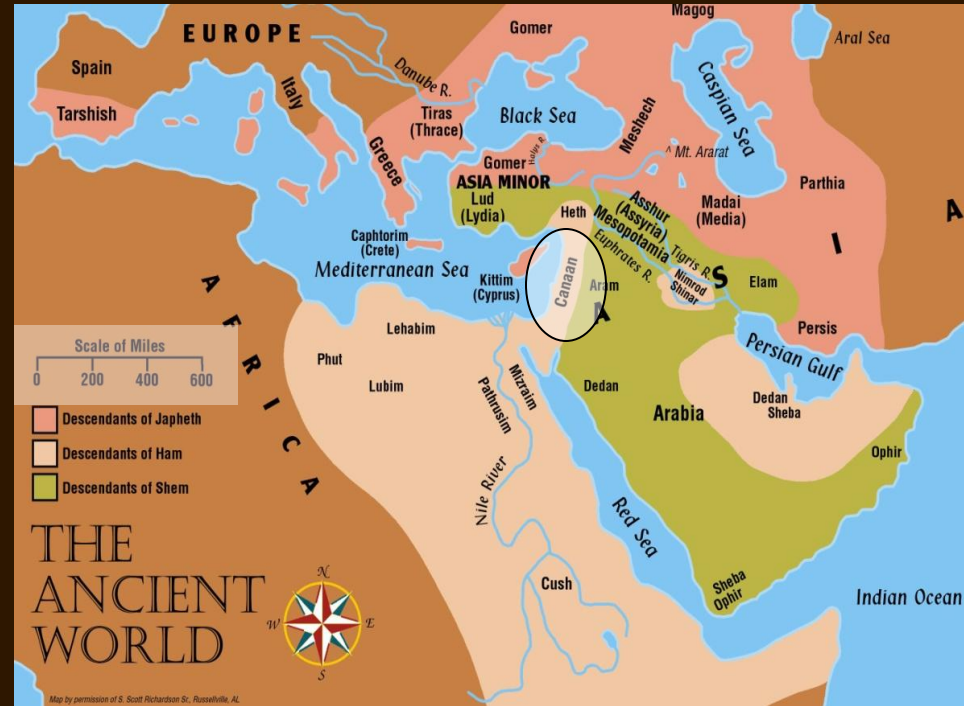 Magog
Gomer
EUROPE
Aral Sea
Spain
Danube R.
Caspian Sea
Italy
Tarshish
Tiras
(Thrace)
Black Sea
Meshech
Halys R.
^ Mt. Ararat
Greece
Gomer
ASIA MINOR
Lud
(Lydia)
Parthia
Madai
(Media)
Asshur
(Assyria)
Heth
Mesopotamia
Caphtorim
(Crete)
Mediterranean Sea
Euphrates R.
Tigris R.
Kittim
(Cyprus)
Canaan
Aram
Nimrod
Shinar
Elam
ASIA
AFRICA
Lehabim
Persis
Persian Gulf
Phut
Lubim
Mizraim
Pathrusim
Dedan
Arabia
Dedan
Sheba
Ophir
Scale of Miles
0 200 400 600
Descendants of Japheth
Descendants of Ham
Descendants of Shem
Nile River
Red Sea
Cush
Sheba
Ophir
Indian Ocean
THE
ANCIENT
WORLD
N
W E
S
Map by permission of S. Scott Richardson Sr., Russellville, AL